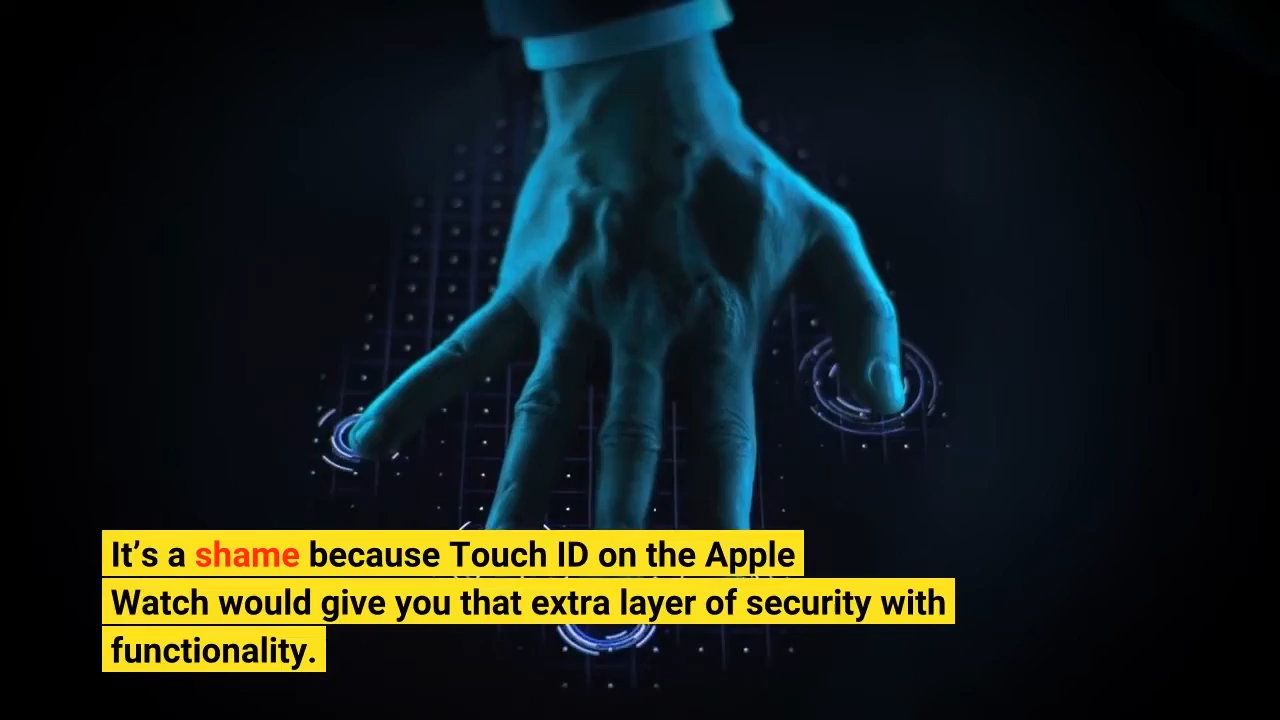 It’s a shame because Touch ID on the Apple
Watch would give you that extra layer of security with
functionality.